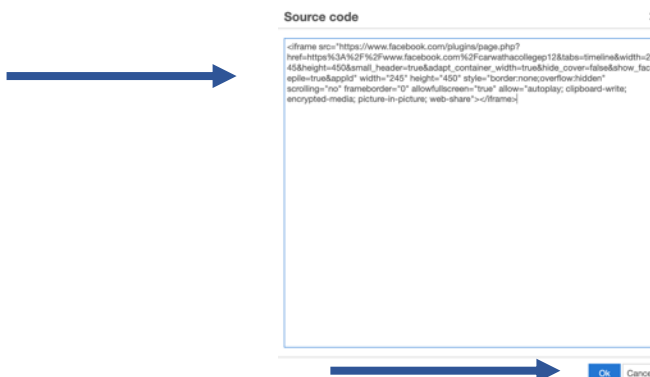 Source code
<iframe src="https://www.facebook.com/plugins/page.php?
href=https%3A%2F%2Fwww.facebook.com%2Fcarwathacollegep12&tabs=timeline&width=2
45&height=450&small_header=true&adapt_container_width=true&hide_cover=false&show_fac
epile=true&appId" width="245" height="450" style="border:none;overflow:hidden"
scrolling="no" frameborder="0" allowfullscreen="true" allow="autoplay; clipboard-write;
encrypted-media; picture-in-picture; web-share"></iframe>
Ok Cance